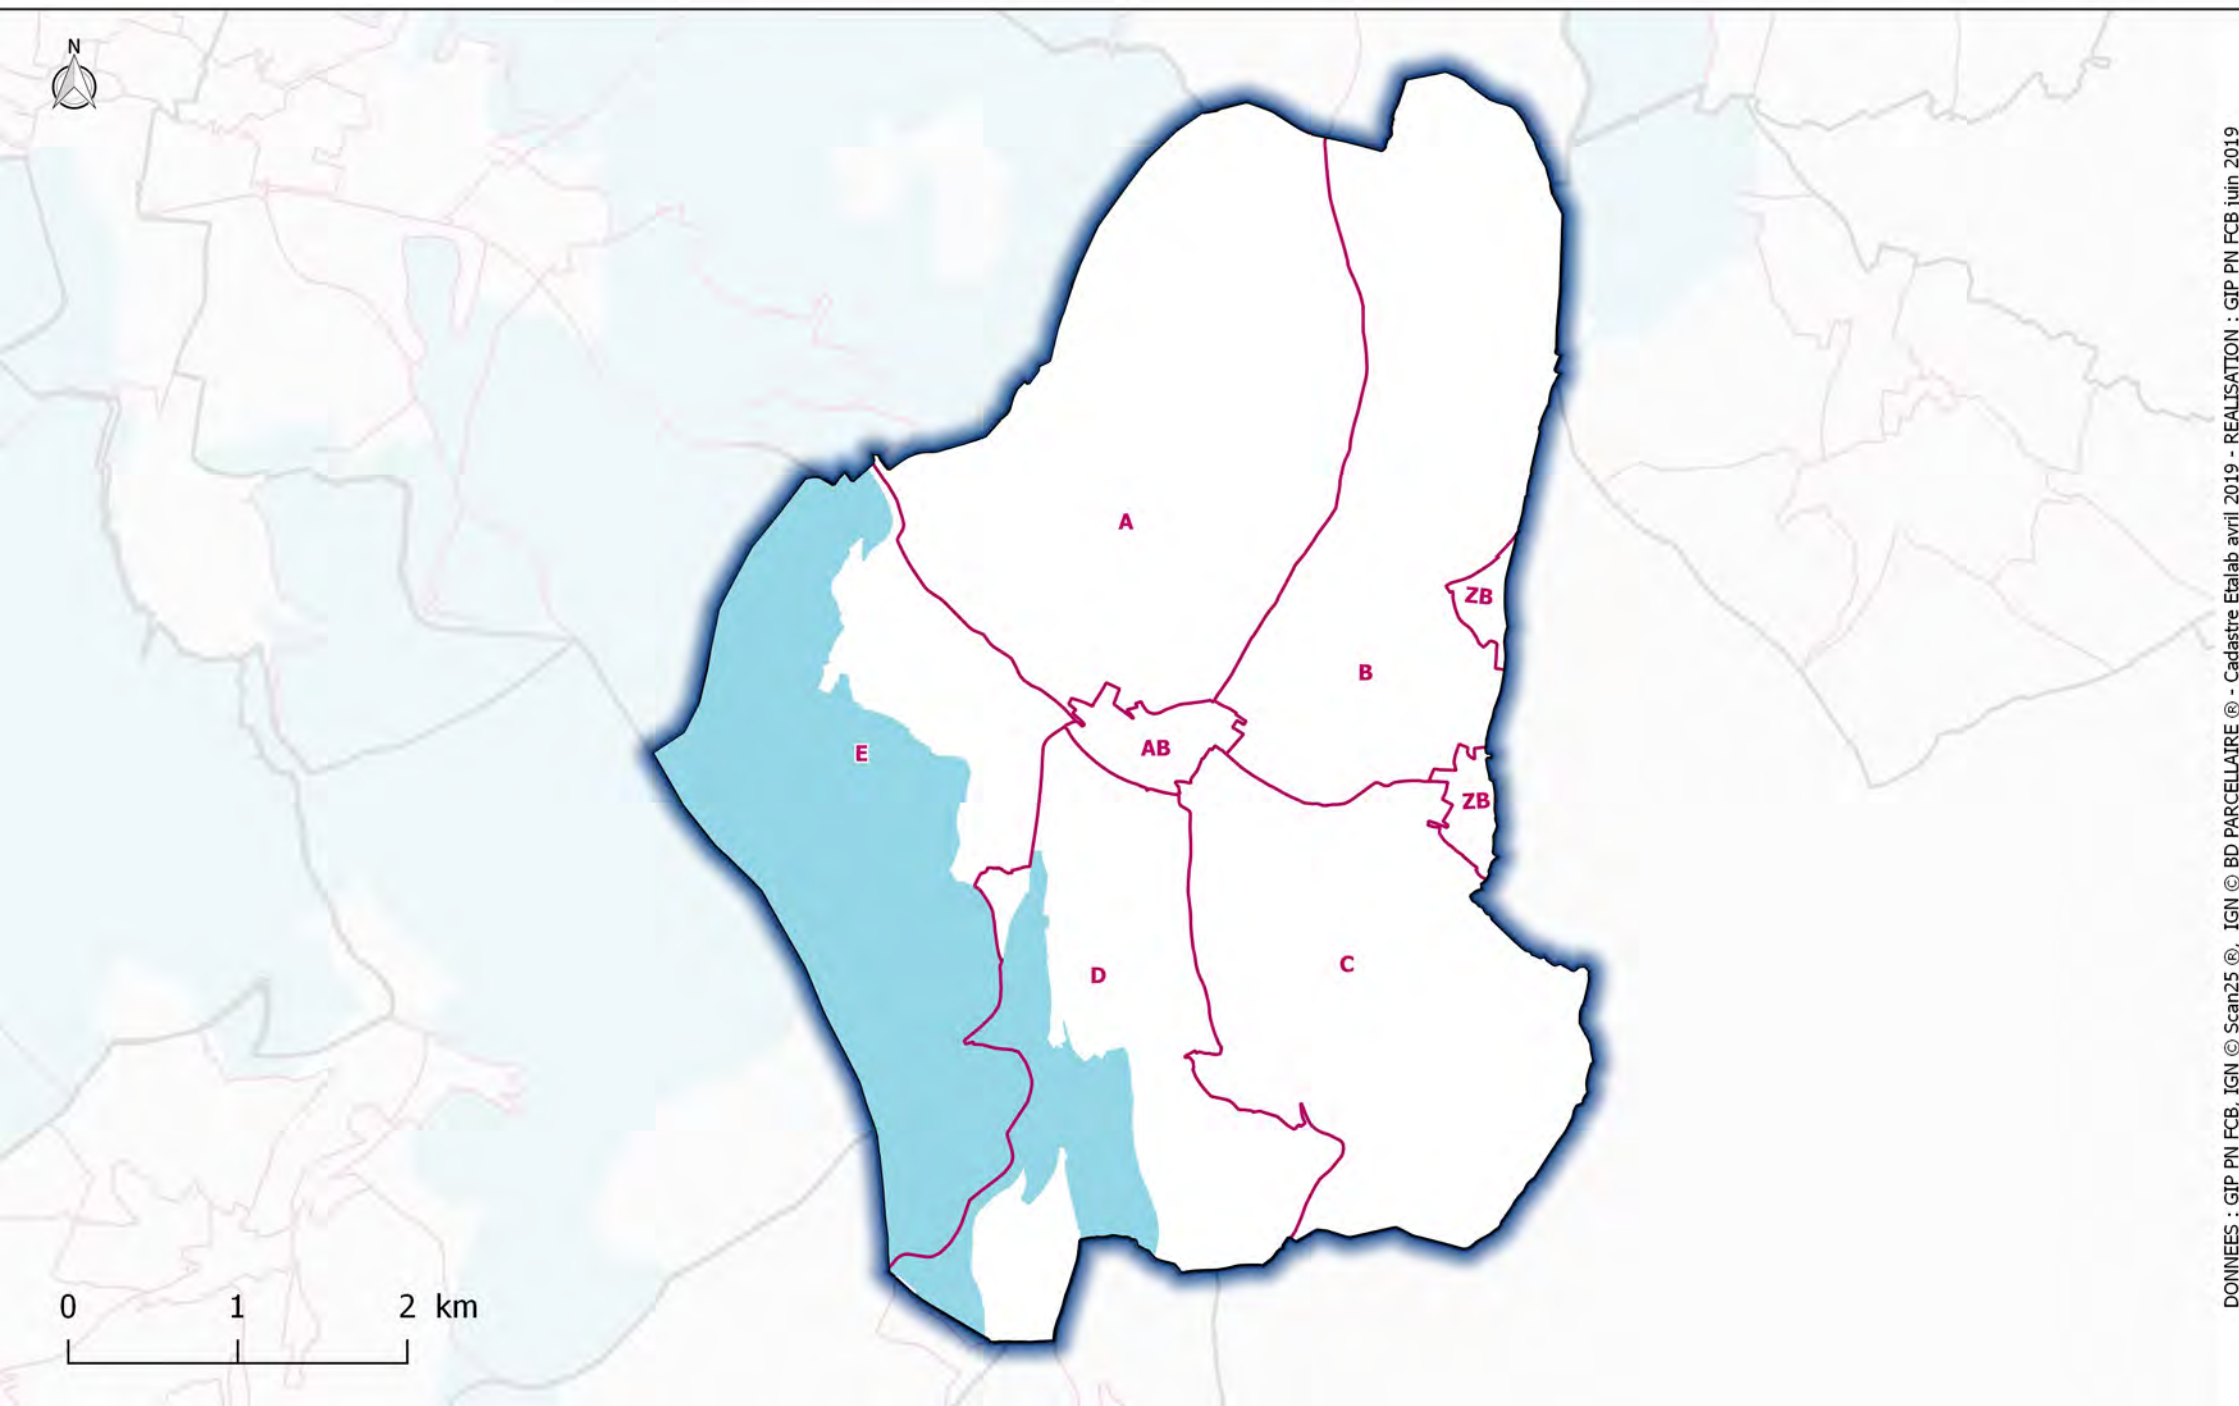 N
A
ZB
B
AB
E
ZB
C
D
0 1 2 km
DONNEES : GIP PN FCB, IGN © Scan25 ®, IGN © BD PARCELLAIRE ® - Cadastre Etalab avril 2019 - REALISATION : GIP PN FCB juin 2019